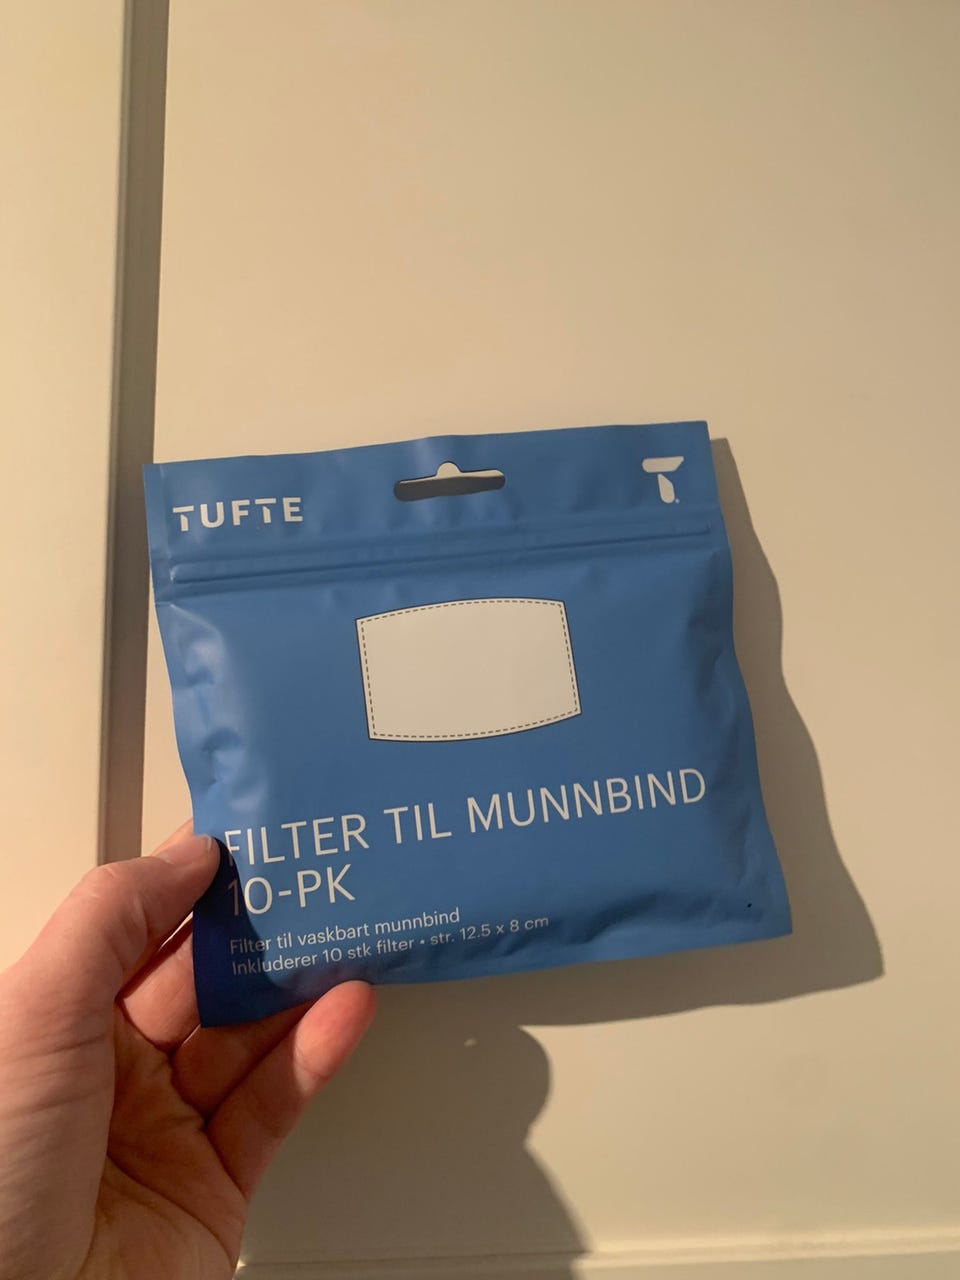 TUFTE
FILTER TIL MUNNBIND
10-PK
Filter til vaskbart munnbind
Inkluderer 10 stk filter • str. 12.5 x 8 cm